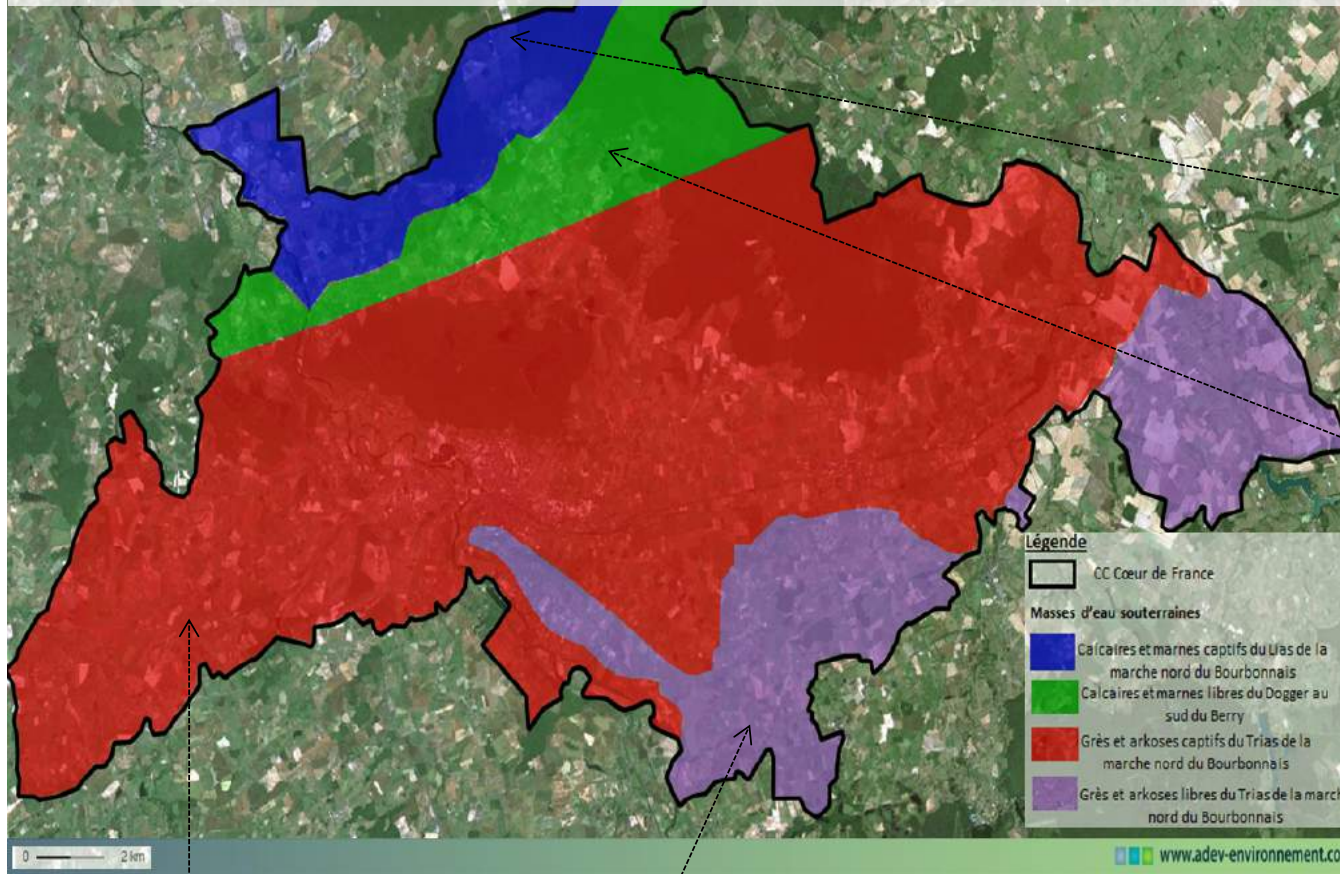 Légende
CC Cœur de France
Masses d'eau souterraines
Calcaires et marnes captifs du Lias de la
marche nord du Bourbonnais
Calcaires et marnes libres du Dogger au
sud du Berry
Grès et arkoses captifs du Trias de la
marche nord du Bourbonnais
Grès et arkoses libres du Trias de la march
nord du Bourbonnais
0 2 km
www.adev-environnement.co